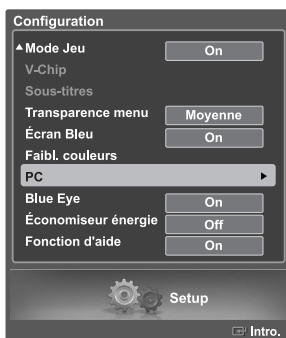 Configuration
▲Mode Jeu On
V-Chip
Sous-titres
Transparence menu Moyenne
Écran Bleu On
Faibl. couleurs
PC ►
Blue Eye On
Économiseur énergie Off
Fonction d'aide On
Setup
Intro.